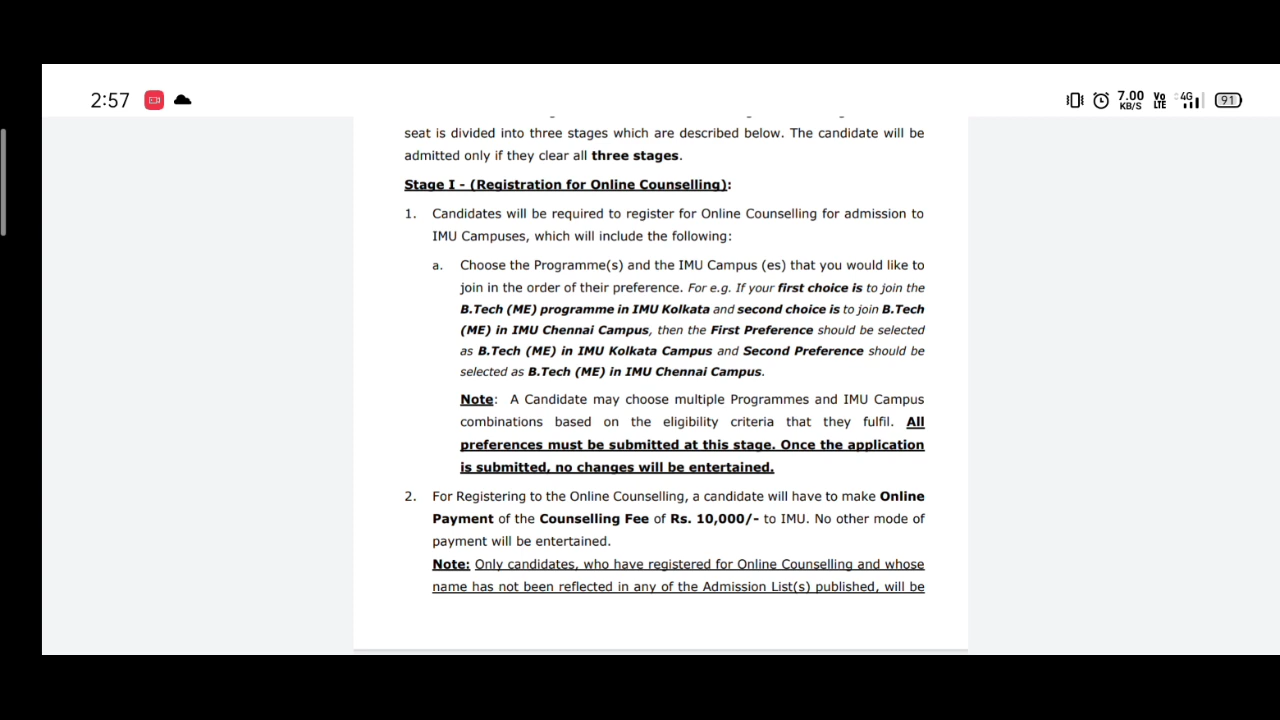 2:57
7.00
KB/S
Vo
LTE
4G
91
seat is divided into three stages which are described below. The candidate will be
admitted only if they clear all three stages.
Stage I - (Registration for Online Counselling):
1. Candidates will be required to register for Online Counselling for admission to
IMU Campuses, which will include the following:
a. Choose the Programme(s) and the IMU Campus (es) that you would like to
join in the order of their preference. For e.g. If your first choice is to join the
B.Tech (ME) programme in IMU Kolkata and second choice is to join B.Tech
(ME) in IMU Chennai Campus, then the First Preference should be selected
as B.Tech (ME) in IMU Kolkata Campus and Second Preference should be
selected as B.Tech (ME) in IMU Chennai Campus.
Note: A Candidate may choose multiple Programmes and IMU Campus
combinations based on the eligibility criteria that they fulfil. All
preferences must be submitted at this stage. Once the application
is submitted, no changes will be entertained.
2. For Registering to the Online Counselling, a candidate will have to make Online
Payment of the Counselling Fee of Rs. 10,000/- to IMU. No other mode of
payment will be entertained.
Note: Only candidates, who have registered for Online Counselling and whose
name has not been reflected in any of the Admission List(s) published, will be